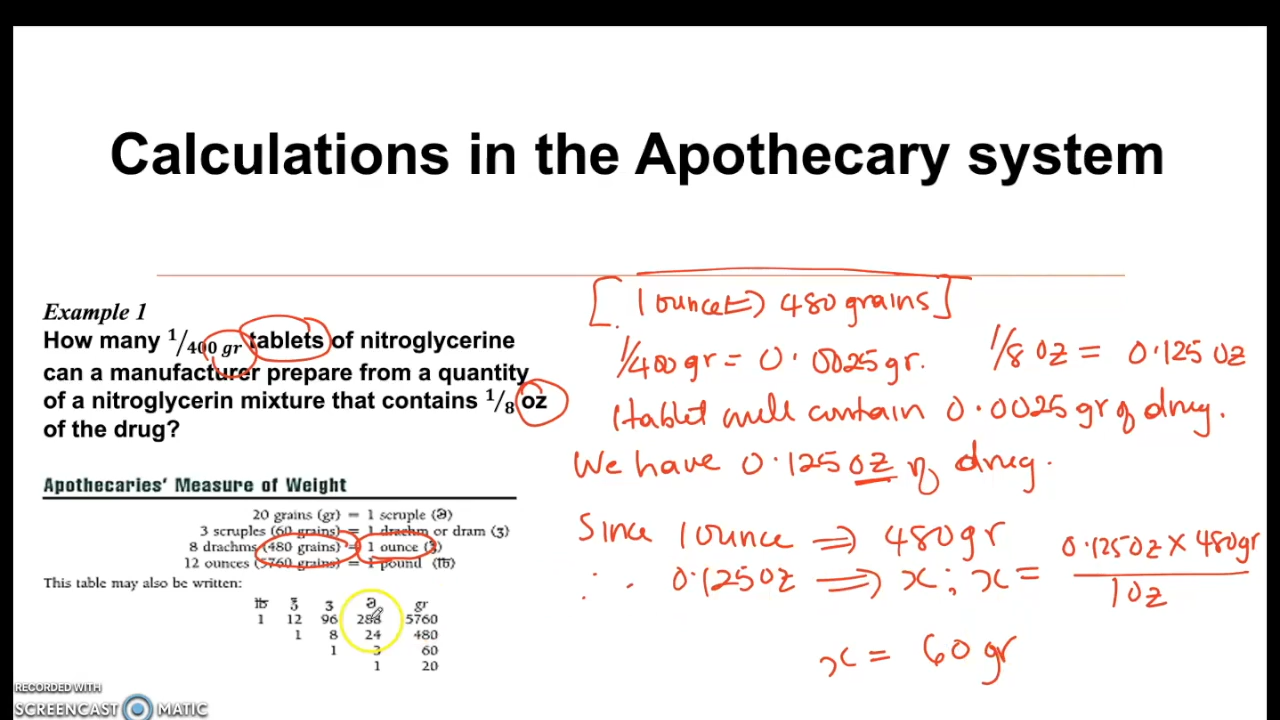 Calculations in the Apothecary system
Example 1
How many 1/400 gr tablets of nitroglycerine
can a manufacturer prepare from a quantity
of a nitroglycerin mixture that contains 1/8 oz
of the drug?
Apothecaries' Measure of Weight
20 grains (gr) = 1 scruple (℈)
3 scruples (60 grains) = 1 drachm or dram (ʒ)
8 drachms (480 grains) = 1 ounce (℥)
12 ounces (5760 grains) = 1 pound (℔)
This table may also be written:
℔ ℥ ʒ ℈ gr
1 12 96 288 5760
1 8 24 480
1 3 60
1 20
[1 ounce ⇒ 480 grains]
1/400 gr = 0.0025 gr. 1/8 oz = 0.125 oz
1 tablet will contain 0.0025 gr of drug.
We have 0.125 oz of drug.
Since 1 ounce ⇒ 480 gr
∴ 0.125 oz ⇒ x; x = 0.125oz x 480gr
1 oz
x = 60 gr
RECORDED WITH
SCREENCAST MATIC